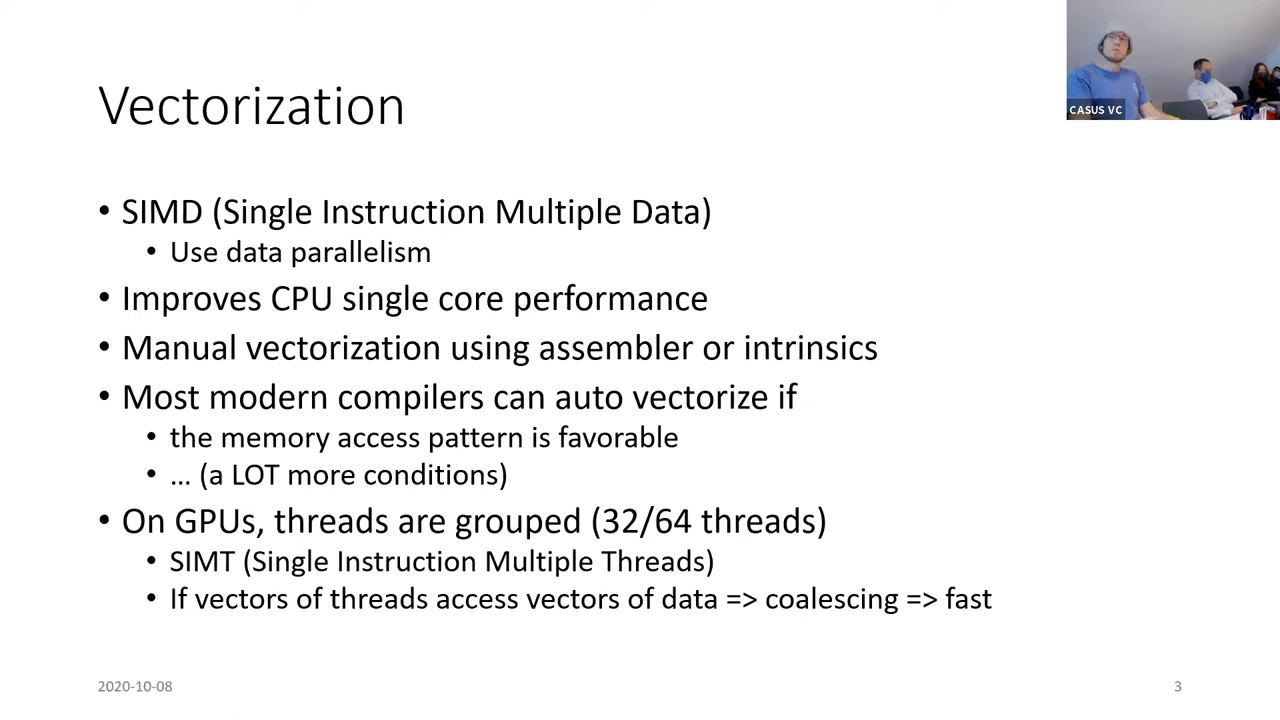 CASUS VC
Vectorization
• SIMD (Single Instruction Multiple Data)
• Use data parallelism
• Improves CPU single core performance
• Manual vectorization using assembler or intrinsics
• Most modern compilers can auto vectorize if
• the memory access pattern is favorable
• … (a LOT more conditions)
• On GPUs, threads are grouped (32/64 threads)
• SIMT (Single Instruction Multiple Threads)
• If vectors of threads access vectors of data => coalescing => fast
2020-10-08
3